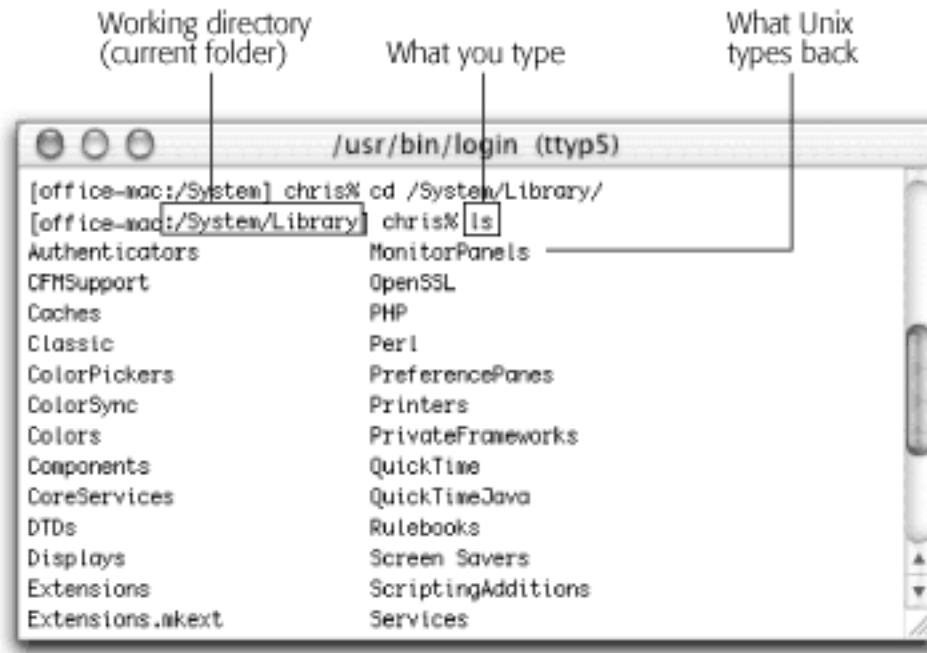 Working directory
(current folder)
What you type
What Unix
types back
/usr/bin/login (ttyp5)
[office-mac:/System] chris% cd /System/Library/
[office-mac:/System/Library] chris% ls
Authenticators MonitorPanels
CFMSupport OpenSSL
Caches PHP
Classic Perl
ColorPickers PreferencePanes
ColorSync Printers
Colors PrivateFrameworks
Components QuickTime
CoreServices QuickTimeJava
DTDs Rulebooks
Displays Screen Savers
Extensions ScriptingAdditions
Extensions.mkext Services